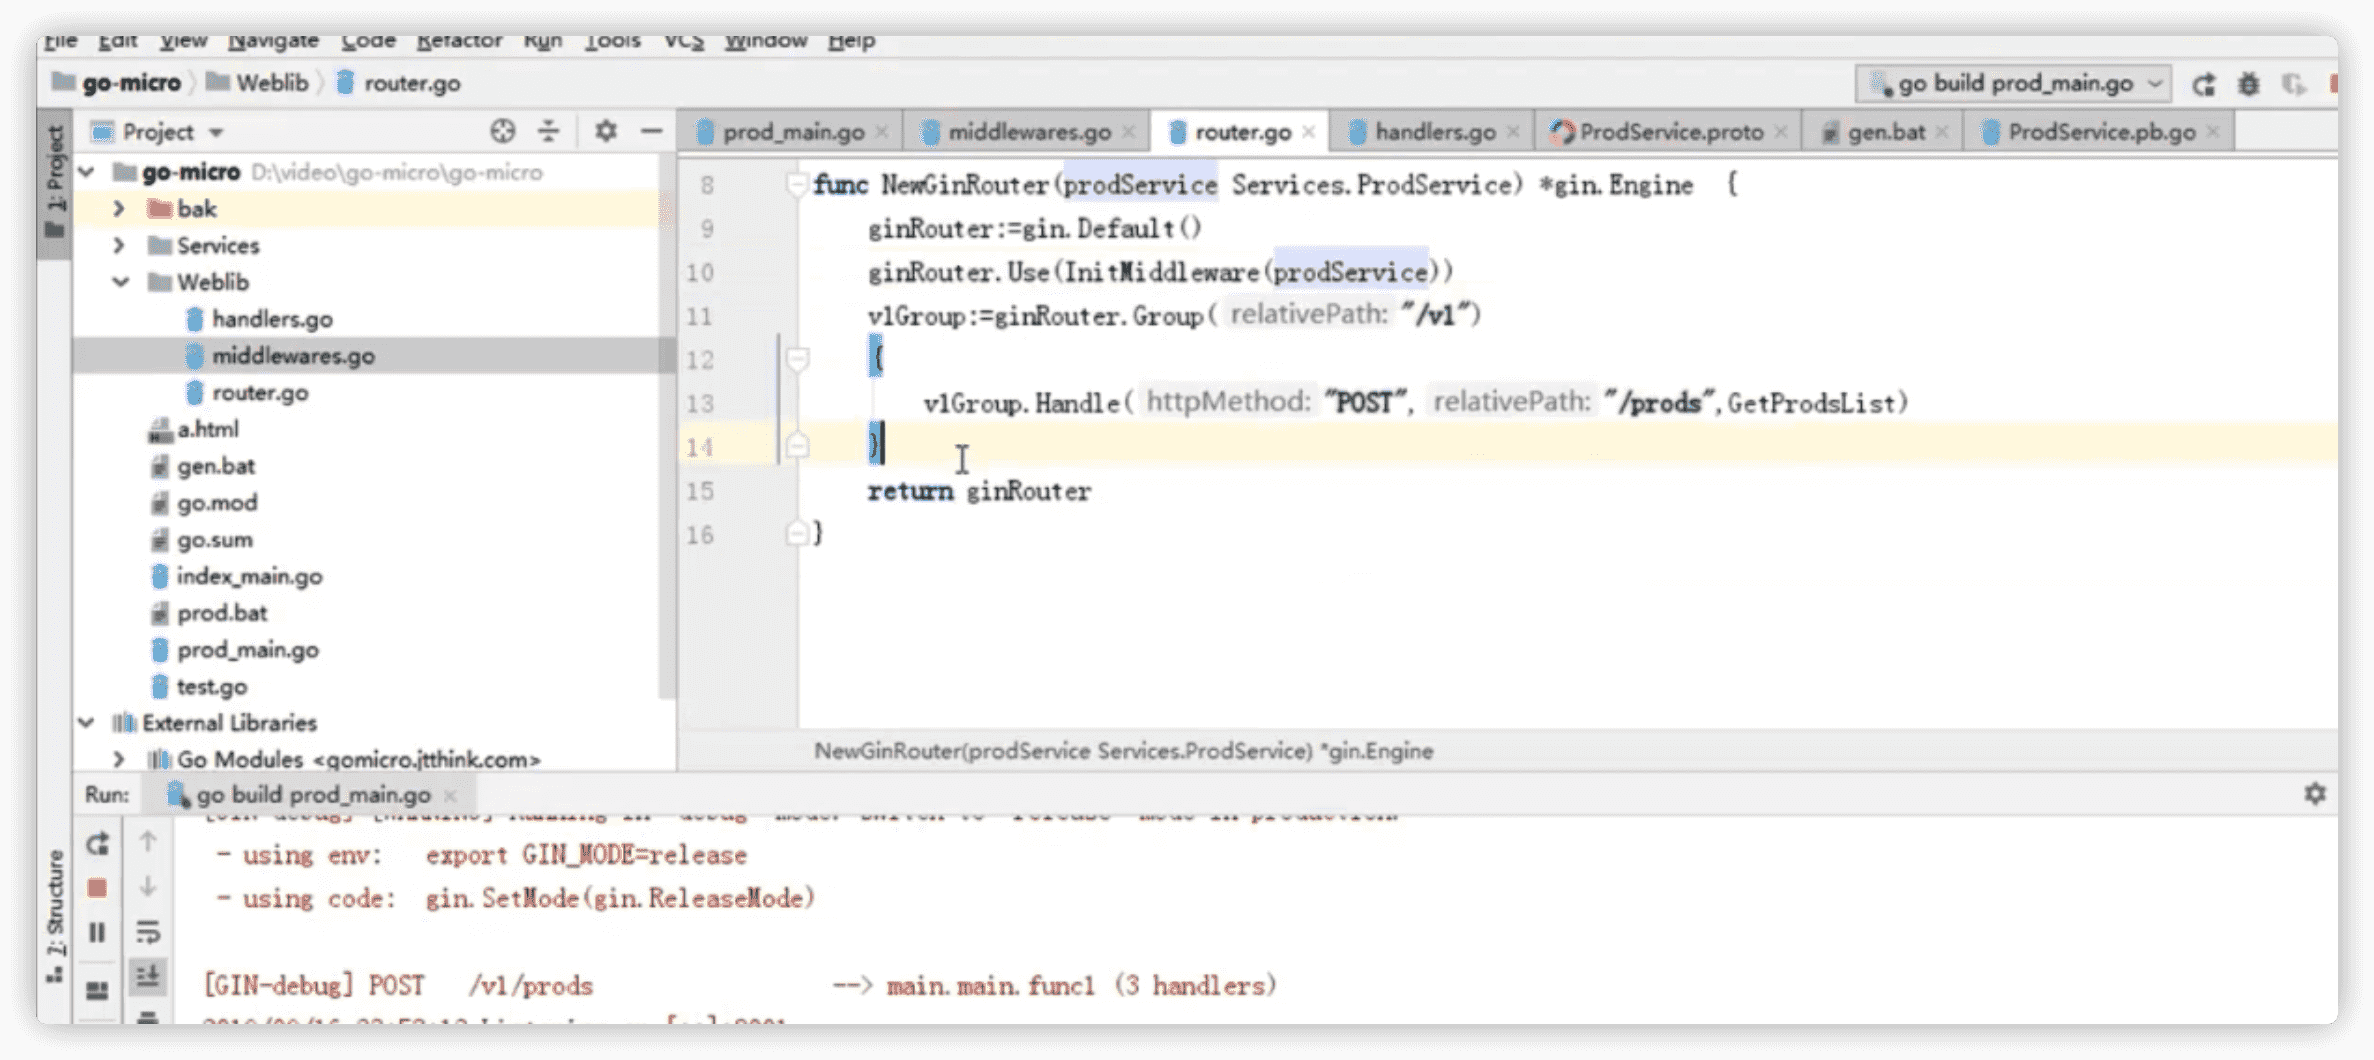 File Edit View Navigate Code Refactor Run Tools VCS Window Help
go-micro Weblib router.go
go build prod_main.go
1: Project
Project
prod_main.go middlewares.go router.go handlers.go ProdService.proto gen.bat ProdService.pb.go
go-micro D:\video\go-micro\go-micro
bak
Services
Weblib
handlers.go
middlewares.go
router.go
a.html
gen.bat
go.mod
go.sum
index_main.go
prod.bat
prod_main.go
test.go
External Libraries
Go Modules <gomicro.jtthink.com>
8 func NewGinRouter(prodService Services.ProdService) *gin.Engine {
9 ginRouter:=gin.Default()
10 ginRouter.Use(InitMiddleware(prodService))
11 v1Group:=ginRouter.Group( relativePath: "/v1")
12 {
13 v1Group.Handle( httpMethod: "POST", relativePath: "/prods",GetProdsList)
14 }
15 return ginRouter
16 }
NewGinRouter(prodService Services.ProdService) *gin.Engine
Run: go build prod_main.go
7: Structure
- using env: export GIN_MODE=release
- using code: gin.SetMode(gin.ReleaseMode)
[GIN-debug] POST /v1/prods --> main.main.func1 (3 handlers)